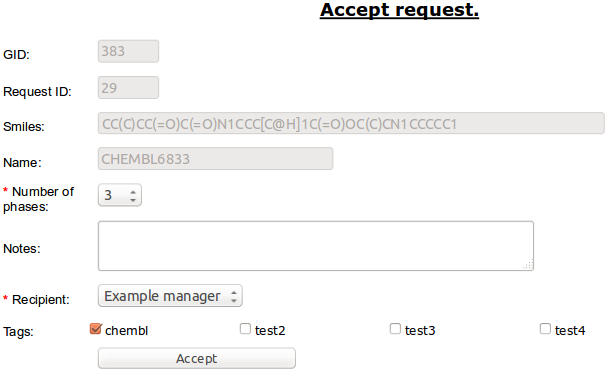 Accept request.
GID: 383
Request ID: 29
Smiles: CC(C)CC(=O)C(=O)N1CCC[C@H]1C(=O)OC(C)CN1CCCCC1
Name: CHEMBL6833
* Number of phases: 3
Notes:
* Recipient: Example manager
Tags: chembl test2 test3 test4
Accept